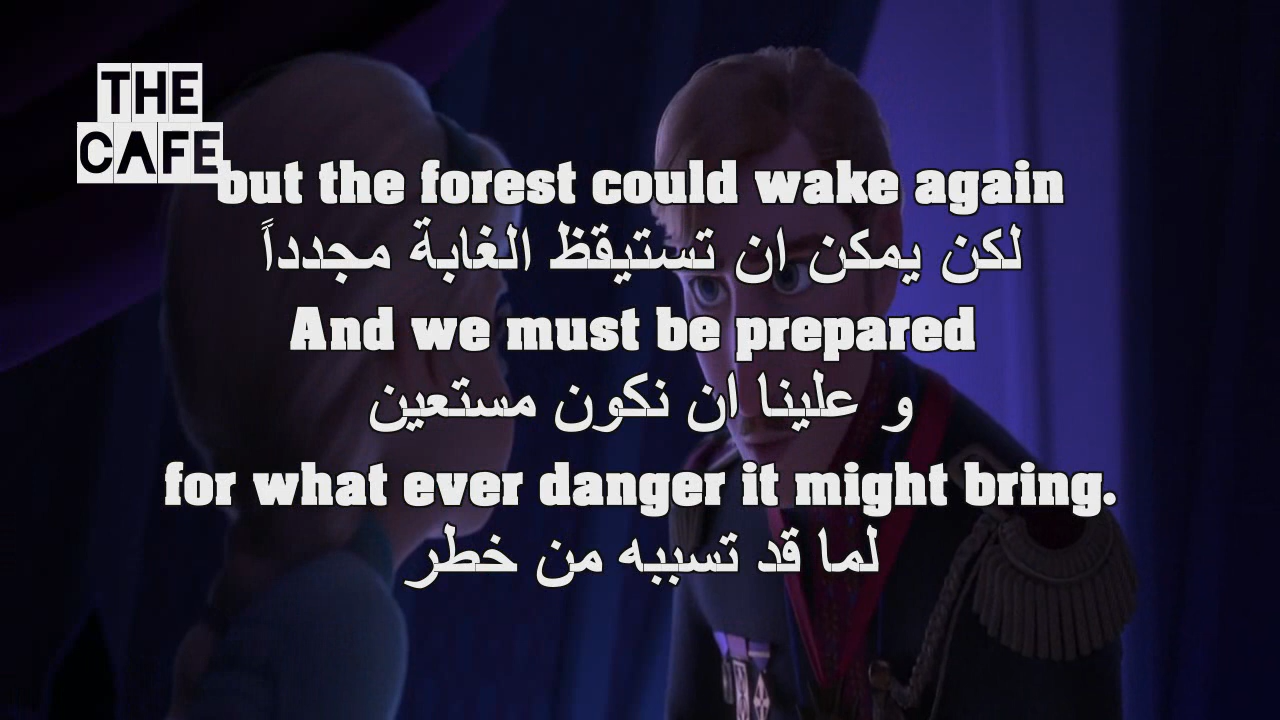 THE
CAFE
but the forest could wake again
لكن يمكن ان تستيقظ الغابة مجدداً
And we must be prepared
و علينا ان نكون مستعين
for what ever danger it might bring.
لما قد تسببه من خطر